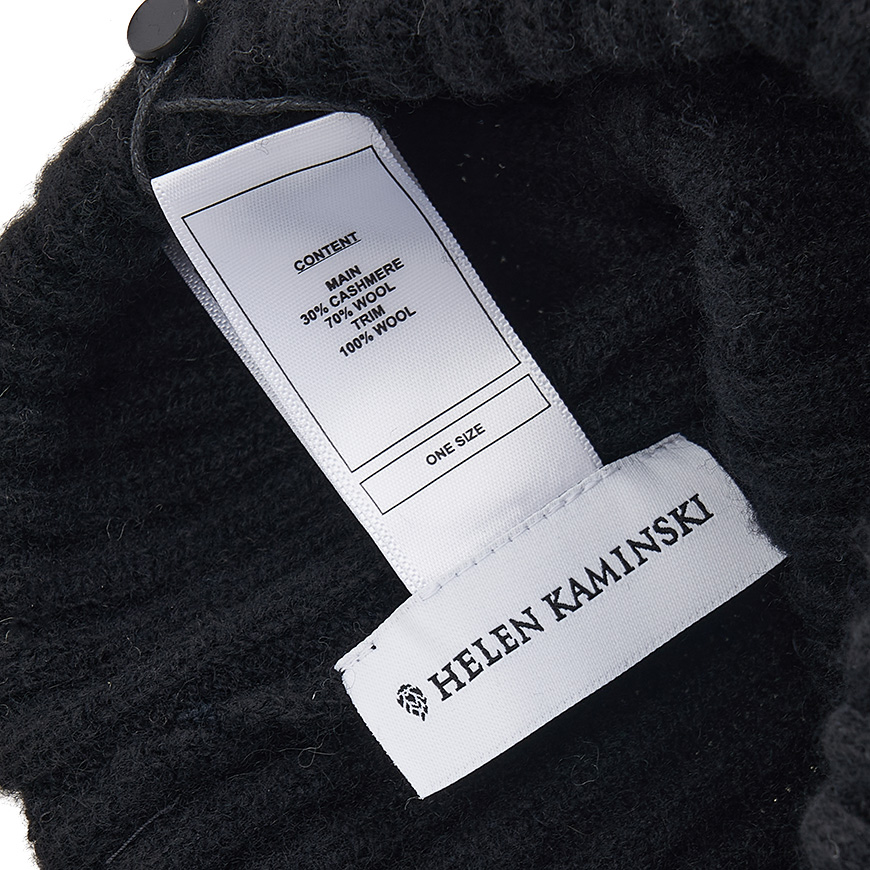 CONTENT
MAIN
30% CASHMERE
70% WOOL
TRIM
100% WOOL
ONE SIZE
HELEN KAMINSKI